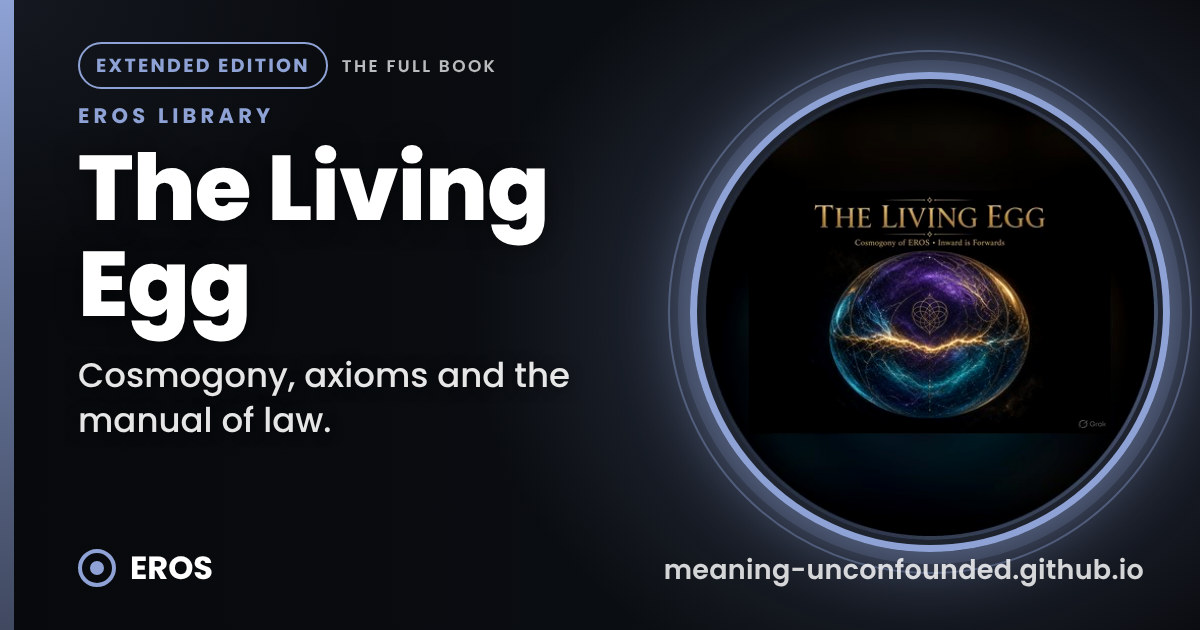 EXTENDED EDITION THE FULL BOOK
EROS LIBRARY
The Living
Egg
Cosmogony, axioms and the
manual of law.
THE LIVING EGG
Cosmogony of EROS • Inward is Forwards
Grok
EROS
meaning-unconfounded.github.io